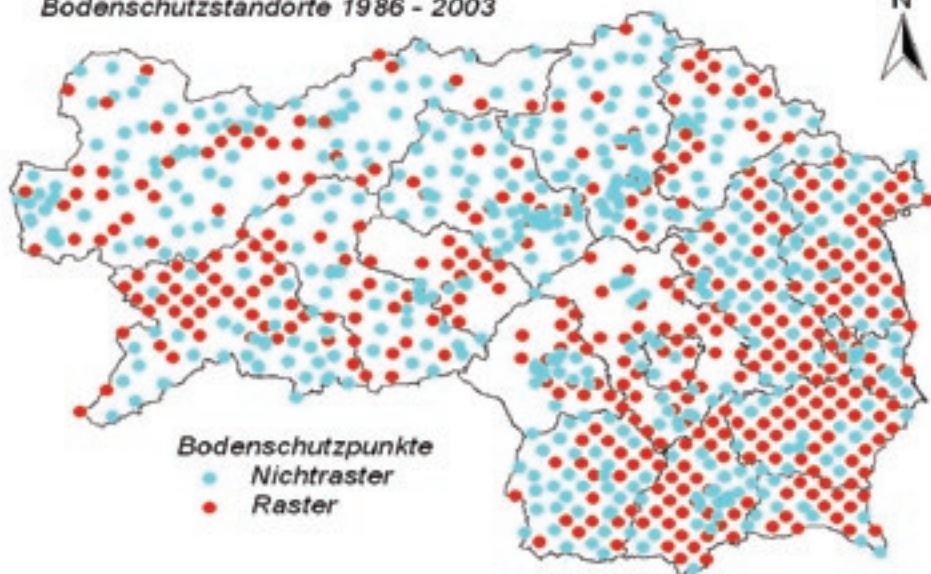 Bodenschutzstandorte 1986 - 2003
N
Bodenschutzpunkte
Nichtraster
Raster